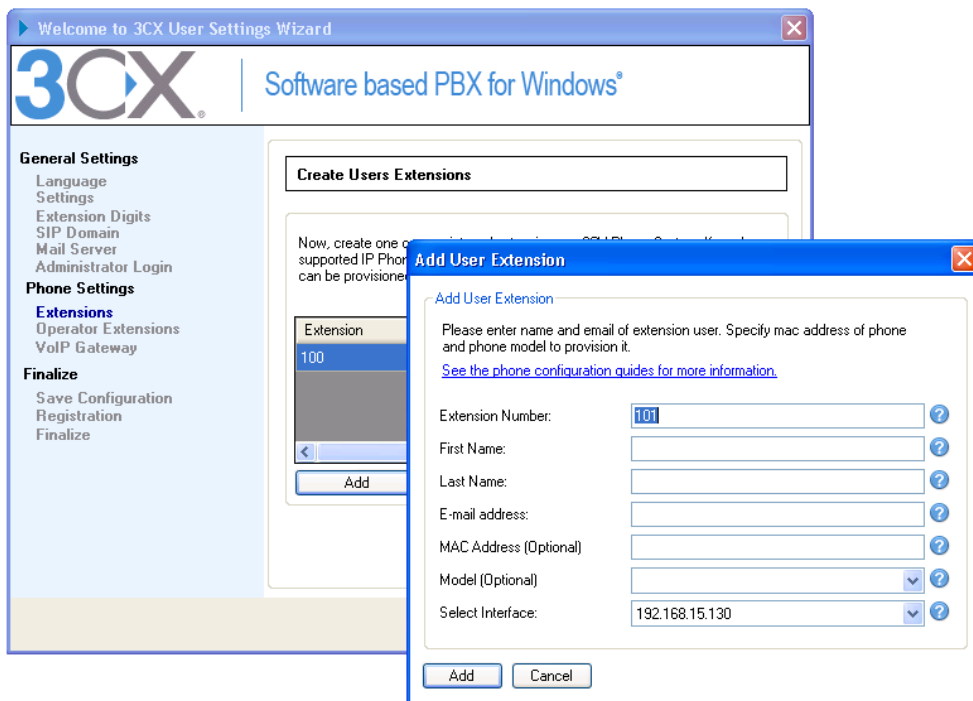 Welcome to 3CX User Settings Wizard
3CX®
Software based PBX for Windows®
General Settings
Language
Settings
Extension Digits
SIP Domain
Mail Server
Administrator Login
Phone Settings
Extensions
Operator Extensions
VoIP Gateway
Finalize
Save Configuration
Registration
Finalize
Create Users Extensions
Now, create one
supported IP Phon
can be provisione
Extension
100
Add
Add User Extension
Add User Extension
Please enter name and email of extension user. Specify mac address of phone
and phone model to provision it.
See the phone configuration guides for more information.
Extension Number: 101 ?
First Name: ?
Last Name: ?
E-mail address: ?
MAC Address (Optional) ?
Model (Optional) ?
Select Interface: 192.168.15.130 ?
Add Cancel